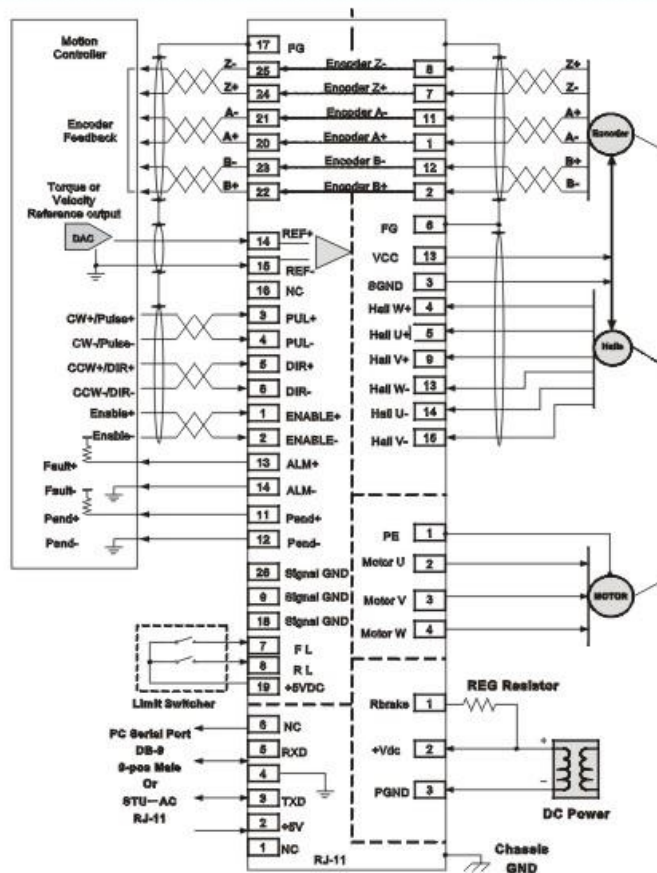 Motion
Controller
Encoder
Feedback
Torque or
Velocity
Reference output
DAC
CW+/Pulse+
CW-/Pulse-
CCW+/DIR+
CCW-/DIR-
Enable+
Enable-
Fault+
Fault-
Pend+
Pend-
Z-
Z+
A-
A+
B-
B+
17 FG
25 Encoder Z- 8
24 Encoder Z+ 7
21 Encoder A- 11
20 Encoder A+ 1
23 Encoder B- 12
22 Encoder B+ 2
14 REF+
15 REF-
16 NC
3 PUL+
4 PUL-
5 DIR+
6 DIR-
1 ENABLE+
2 ENABLE-
13 ALM+
14 ALM-
11 Pend+
12 Pend-
26 Signal GND
9 Signal GND
18 Signal GND
7 F L
8 R L
19 +5VDC
Limit Switcher
6 NC
5 RXD
4
3 TXD
2 +5V
1 NC
RJ-11
PC Serial Port
DB-9
9-pos Male
Or
STU-AC
RJ-11
Z+
Z-
A+
A-
B+
B-
Encoder
FG 6
VCC 13
SGND 3
Hall W+ 4
Hall U+ 5
Hall V+ 9
Hall W- 13
Hall U- 14
Hall V- 15
Halls
PE 1
Motor U 2
Motor V 3
Motor W 4
MOTOR
REG Resistor
Rbrake 1
+Vdc 2
PGND 3
+
-
DC Power
Chassis
GND